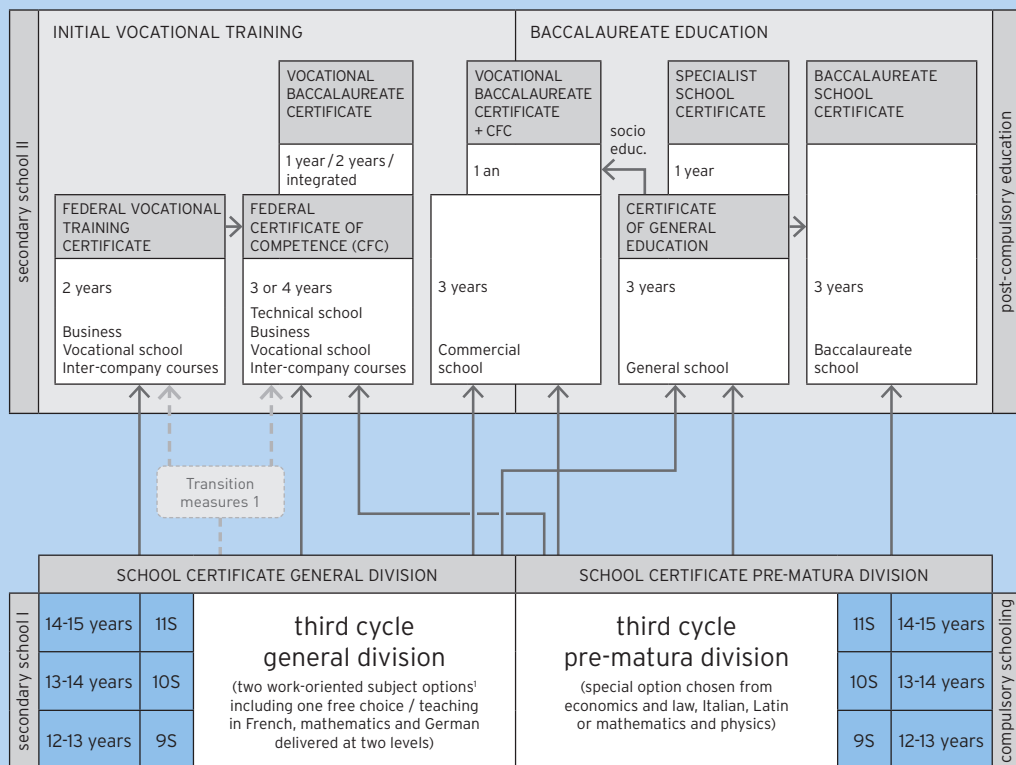 INITIAL VOCATIONAL TRAINING
BACCALAUREATE EDUCATION
secondary school II
post-compulsory education
VOCATIONAL
BACCALAUREATE
CERTIFICATE
1 year / 2 years /
integrated
VOCATIONAL
BACCALAUREATE
CERTIFICATE
+ CFC
1 an
socio
educ.
SPECIALIST
SCHOOL
CERTIFICATE
1 year
BACCALAUREATE
SCHOOL
CERTIFICATE
FEDERAL VOCATIONAL
TRAINING
CERTIFICATE
2 years
Business
Vocational school
Inter-company courses
FEDERAL
CERTIFICATE OF
COMPETENCE (CFC)
3 or 4 years
Technical school
Business
Vocational school
Inter-company courses
3 years
Commercial
school
CERTIFICATE
OF GENERAL
EDUCATION
3 years
General school
3 years
Baccalaureate
school
Transition
measures 1
SCHOOL CERTIFICATE GENERAL DIVISION
SCHOOL CERTIFICATE PRE-MATURA DIVISION
secondary school I
compulsory schooling
14-15 years 11S
13-14 years 10S
12-13 years 9S
third cycle
general division
(two work-oriented subject options¹
including one free choice / teaching
in French, mathematics and German
delivered at two levels)
third cycle
pre-matura division
(special option chosen from
economics and law, Italian, Latin
or mathematics and physics)
11S 14-15 years
10S 13-14 years
9S 12-13 years